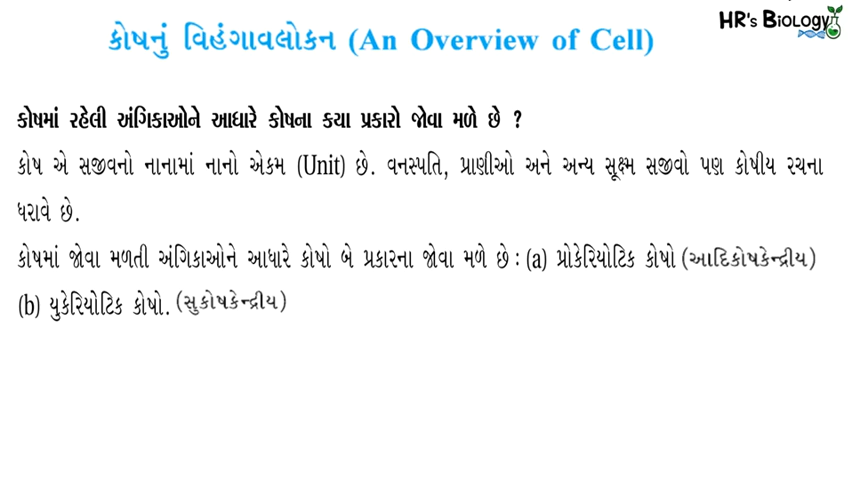 HR's Biology
કોષનું વિહંગાવલોકન (An Overview of Cell)
કોષમાં રહેલી અંગિકાઓને આધારે કોષના કયા પ્રકારો જોવા મળે છે ?
કોષ એ સજીવનો નાનામાં નાનો એકમ (Unit) છે. વનસ્પતિ, પ્રાણીઓ અને અન્ય સૂક્ષ્મ સજીવો પણ કોષીય રચના
ધરાવે છે.
કોષમાં જોવા મળતી અંગિકાઓને આધારે કોષો બે પ્રકારના જોવા મળે છે : (a) પ્રોકેરિયોટિક કોષો (આદિકોષકેન્દ્રીય)
(b) યુકેરિયોટિક કોષો. (સુકોષકેન્દ્રીય)